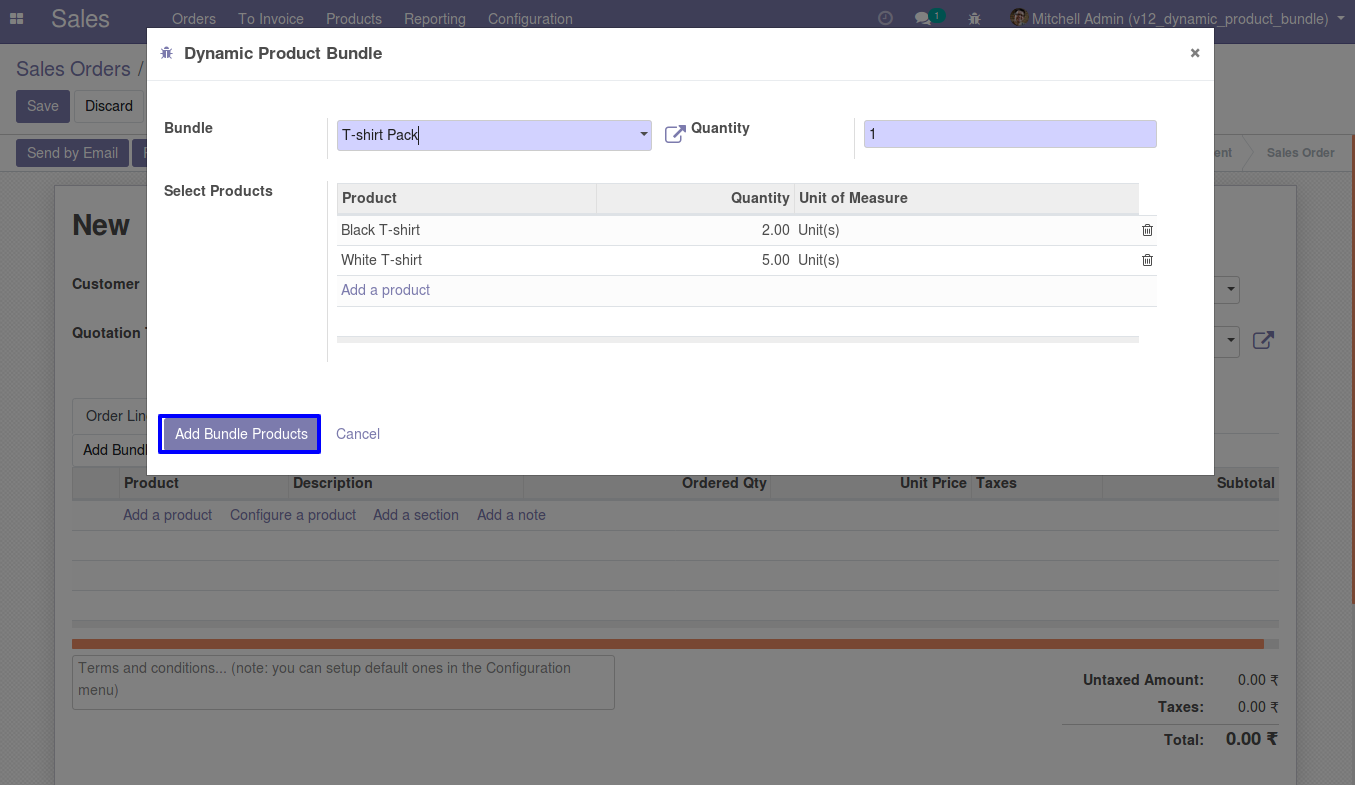 Sales Orders To Invoice Products Reporting Configuration 1 Mitchell Admin (v12_dynamic_product_bundle)
Dynamic Product Bundle ×
Sales Orders /
Save Discard
Bundle T-shirt Pack Quantity 1
Send by Email Sales Order
Select Products
Product Quantity Unit of Measure
Black T-shirt 2.00 Unit(s)
White T-shirt 5.00 Unit(s)
Add a product
New
Customer
Quotation
Add Bundle Products Cancel
Order Lin
Add Bundl
Product Description Ordered Qty Unit Price Taxes Subtotal
Add a product Configure a product Add a section Add a note
Terms and conditions... (note: you can setup default ones in the Configuration
menu)
Untaxed Amount: 0.00 ₹
Taxes: 0.00 ₹
Total: 0.00 ₹